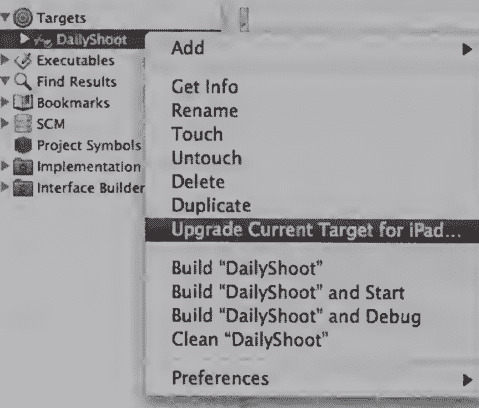 Targets
DailyShoot
Executables
Find Results
Bookmarks
SCM
Project Symbols
Implementation
Interface Builder
Add
Get Info
Rename
Touch
Untouch
Delete
Duplicate
Upgrade Current Target for iPad...
Build “DailyShoot”
Build “DailyShoot” and Start
Build “DailyShoot” and Debug
Clean “DailyShoot”
Preferences